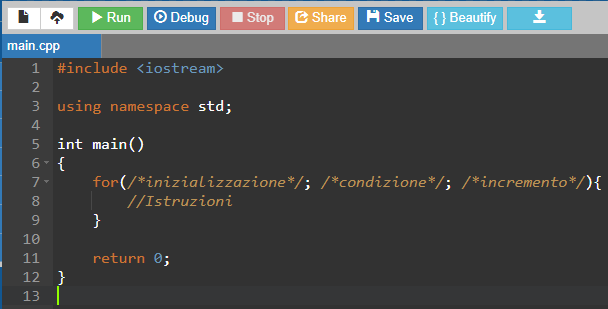 Run Debug Stop Share Save { } Beautify
main.cpp
1 #include <iostream>
2
3 using namespace std;
4
5 int main()
6 {
7 for(/*inizializzazione*/; /*condizione*/; /*incremento*/){
8 //Istruzioni
9 }
10
11 return 0;
12 }
13